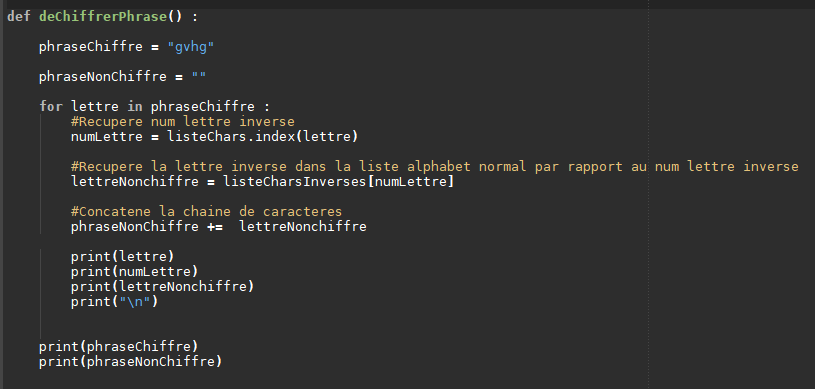 def deChiffrerPhrase() :
phraseChiffre = "gvhg"
phraseNonChiffre = ""
for lettre in phraseChiffre :
#Recupere num lettre inverse
numLettre = listeChars.index(lettre)
#Recupere la lettre inverse dans la liste alphabet normal par rapport au num lettre inverse
lettreNonchiffre = listeCharsInverses[numLettre]
#Concatene la chaine de caracteres
phraseNonChiffre +=  lettreNonchiffre
print(lettre)
print(numLettre)
print(lettreNonchiffre)
print("\n")
print(phraseChiffre)
print(phraseNonChiffre)